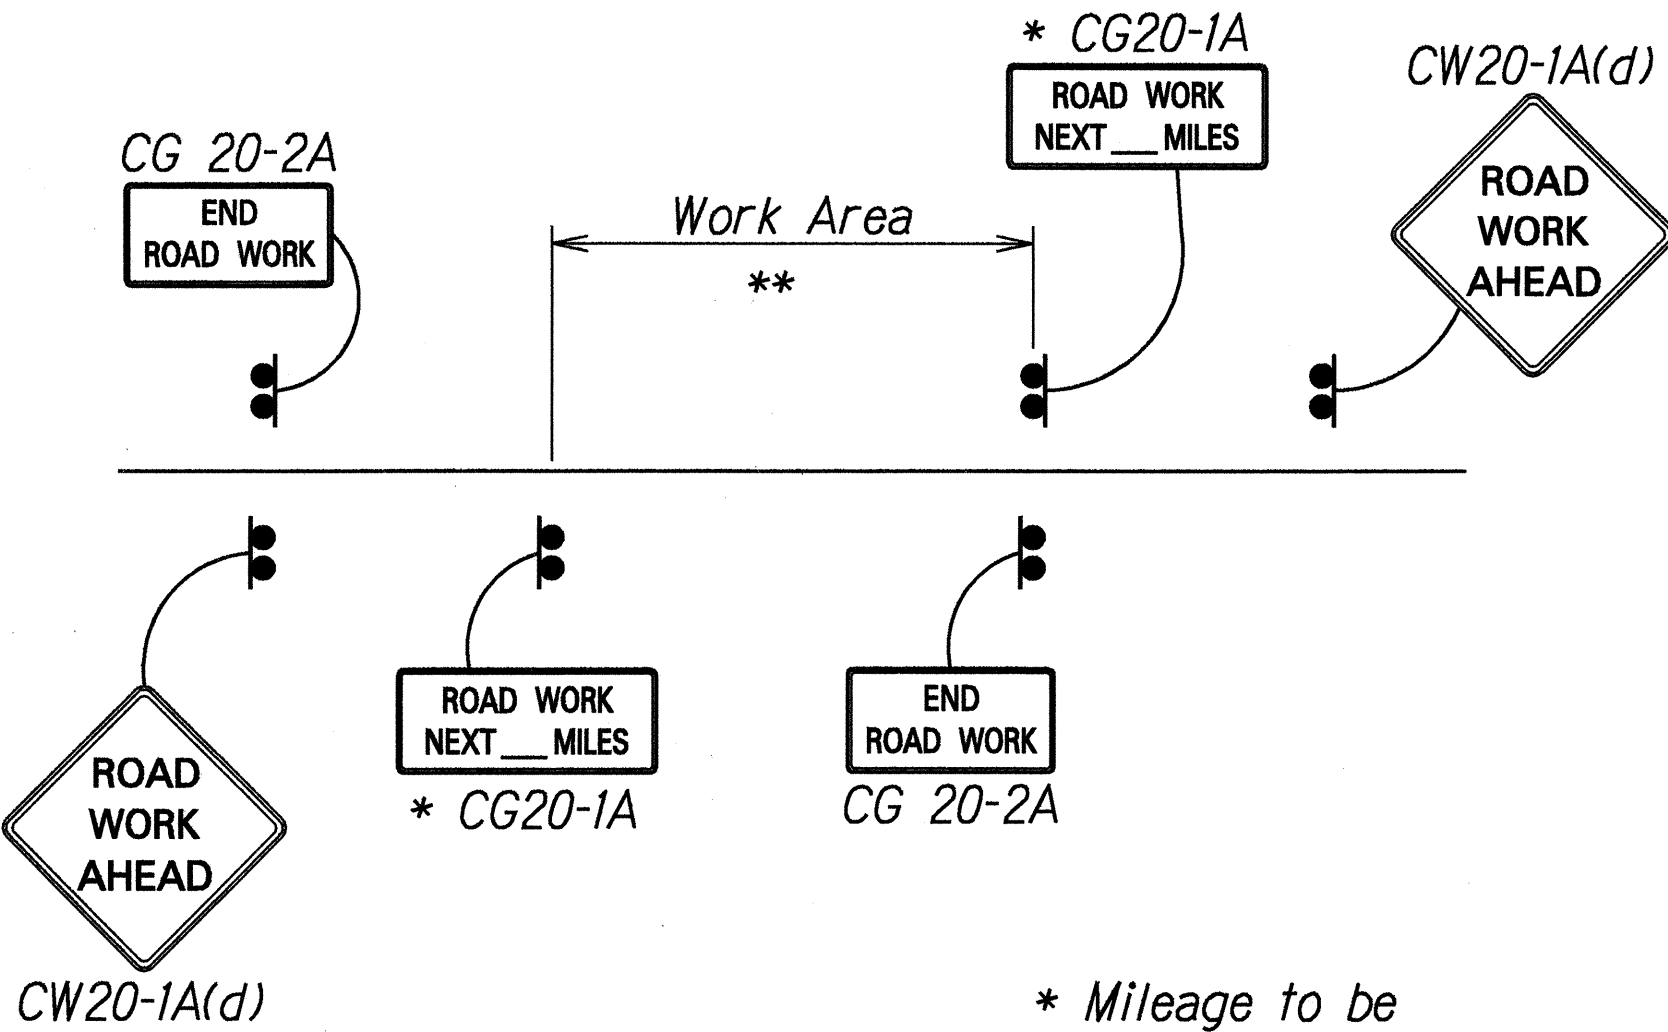 * CG20-1A
ROAD WORK
NEXT ___ MILES
CW20-1A(d)
ROAD
WORK
AHEAD
CG 20-2A
END
ROAD WORK
Work Area
**
ROAD
WORK
AHEAD
CW20-1A(d)
ROAD WORK
NEXT ___ MILES
* CG20-1A
END
ROAD WORK
CG 20-2A
* Mileage to be